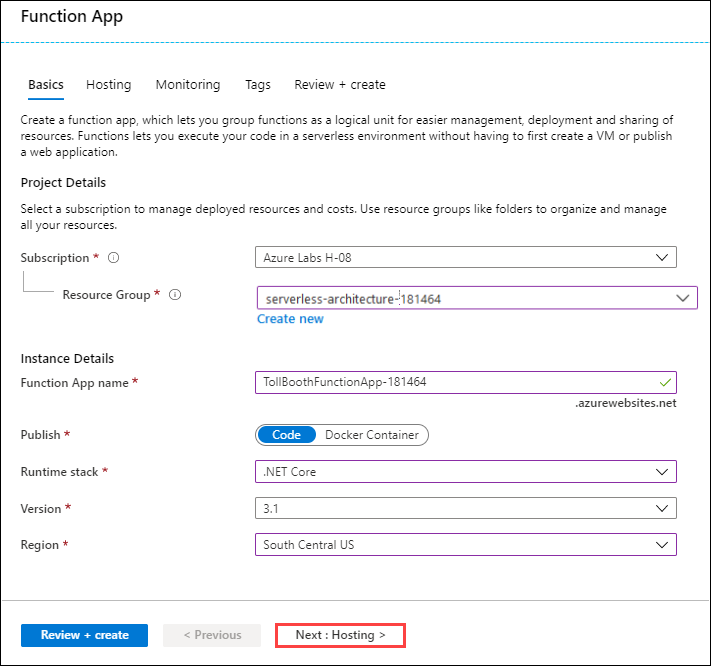 Function App
Basics Hosting Monitoring Tags Review + create
Create a function app, which lets you group functions as a logical unit for easier management, deployment and sharing of
resources. Functions lets you execute your code in a serverless environment without having to first create a VM or publish
a web application.
Project Details
Select a subscription to manage deployed resources and costs. Use resource groups like folders to organize and manage
all your resources.
Subscription * Azure Labs H-08
Resource Group * serverless-architecture-181464
Create new
Instance Details
Function App name * TollBoothFunctionApp-181464
.azurewebsites.net
Publish * Code Docker Container
Runtime stack * .NET Core
Version * 3.1
Region * South Central US
Review + create < Previous Next : Hosting >